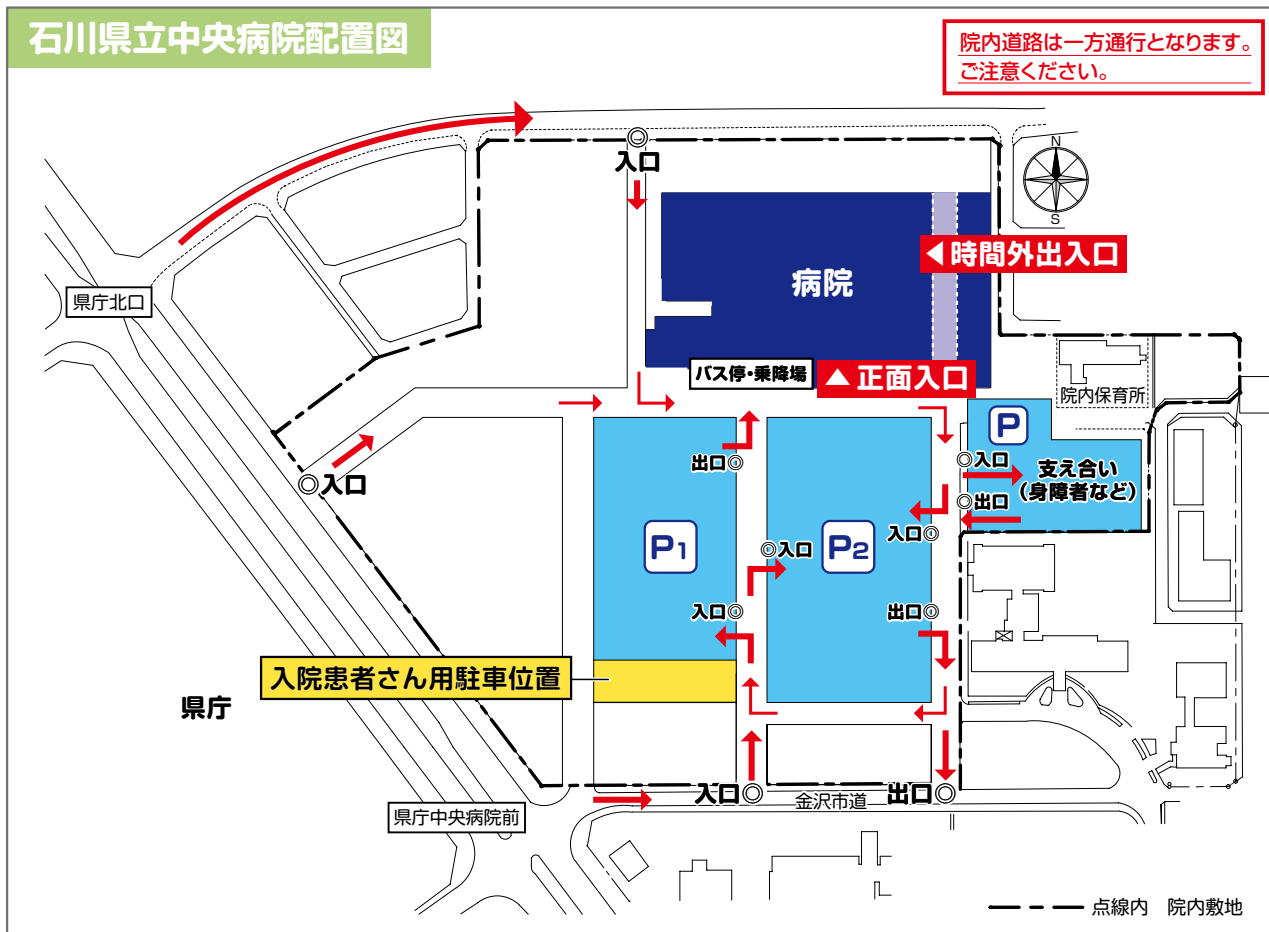 石川県立中央病院配置図
院内道路は一方通行となります。
ご注意ください。
入口
N
S
時間外出入口
病院
県庁北口
バス停・乗降場
正面入口
院内保育所
P
出口
入口
支え合い
(身障者など)
入口
出口
P1
入口
P2
入口
入口
出口
入院患者さん用駐車位置
県庁
入口
金沢市道
出口
県庁中央病院前
点線内 院内敷地